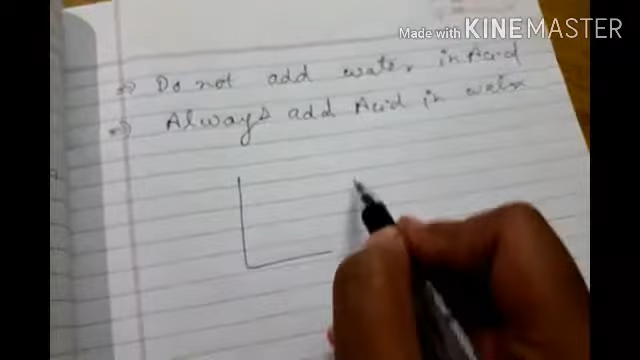 Made with KINEMASTER
=> Do not add water in Acid
=> Always add Acid in water